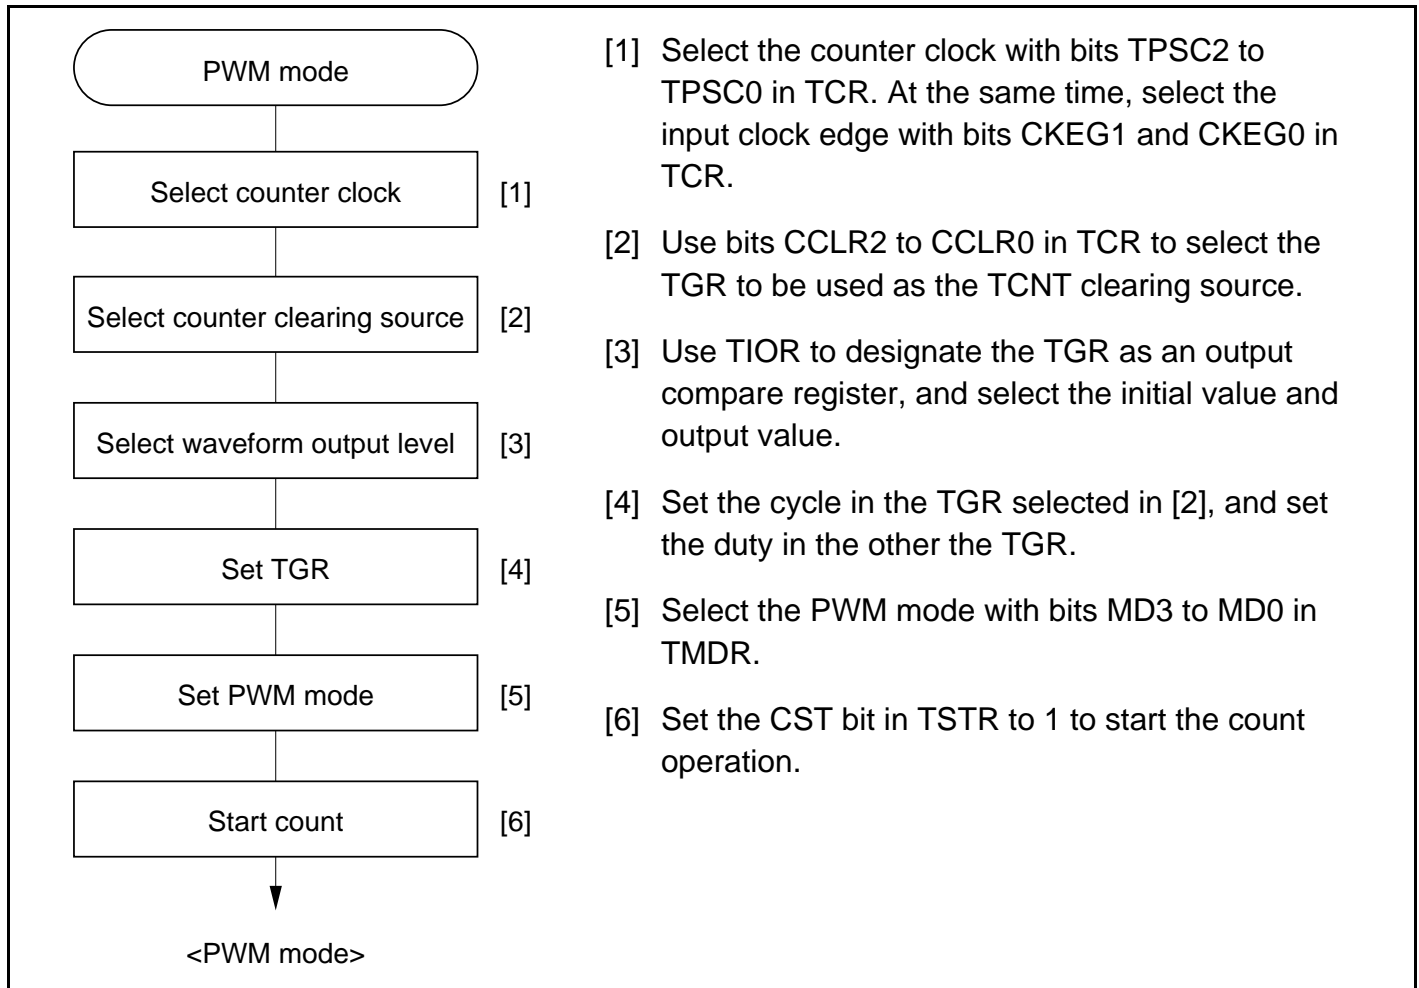 PWM mode
Select counter clock
[1]
Select counter clearing source
[2]
Select waveform output level
[3]
Set TGR
[4]
Set PWM mode
[5]
Start count
[6]
<PWM mode>
[1] Select the counter clock with bits TPSC2 to
TPSC0 in TCR. At the same time, select the
input clock edge with bits CKEG1 and CKEG0 in
TCR.
[2] Use bits CCLR2 to CCLR0 in TCR to select the
TGR to be used as the TCNT clearing source.
[3] Use TIOR to designate the TGR as an output
compare register, and select the initial value and
output value.
[4] Set the cycle in the TGR selected in [2], and set
the duty in the other the TGR.
[5] Select the PWM mode with bits MD3 to MD0 in
TMDR.
[6] Set the CST bit in TSTR to 1 to start the count
operation.